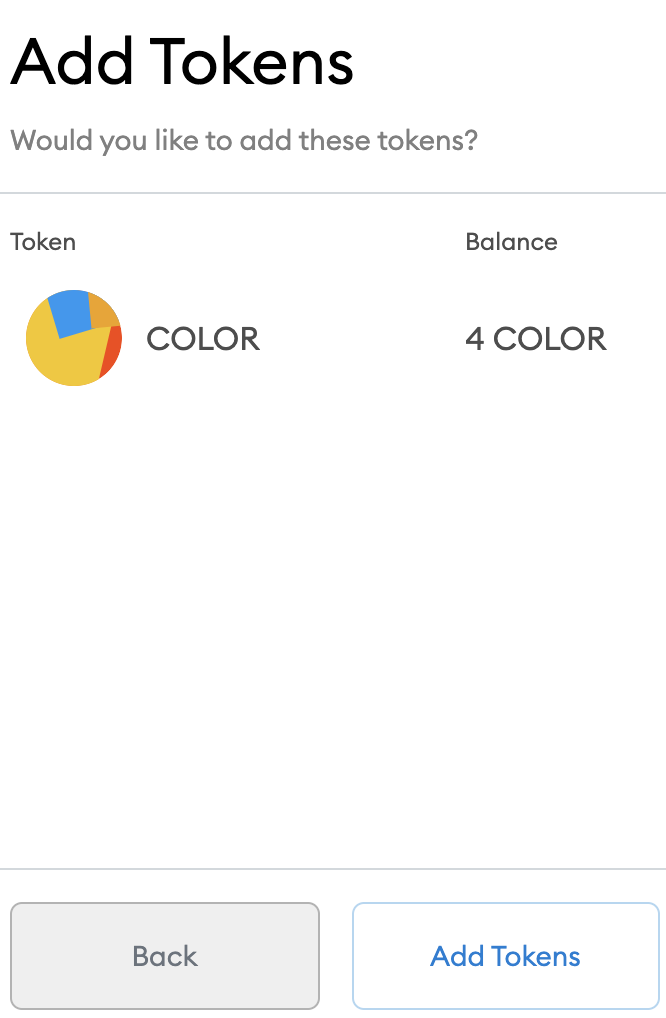 Add Tokens
Would you like to add these tokens?
Token Balance
COLOR 4 COLOR
Back Add Tokens